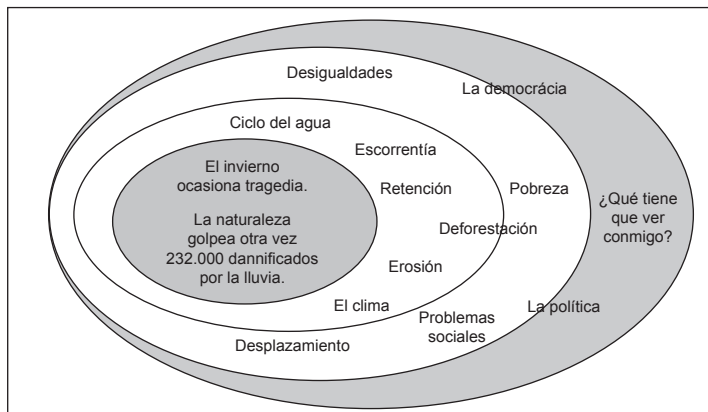 Desigualdades
La democrácia
Ciclo del agua
Escorrentía
El invierno
ocasiona tragedia.
Retención
Pobreza
¿Qué tiene
que ver
conmigo?
La naturaleza
golpea otra vez
232.000 dannificados
por la lluvia.
Deforestación
Erosión
El clima
La política
Problemas
sociales
Desplazamiento